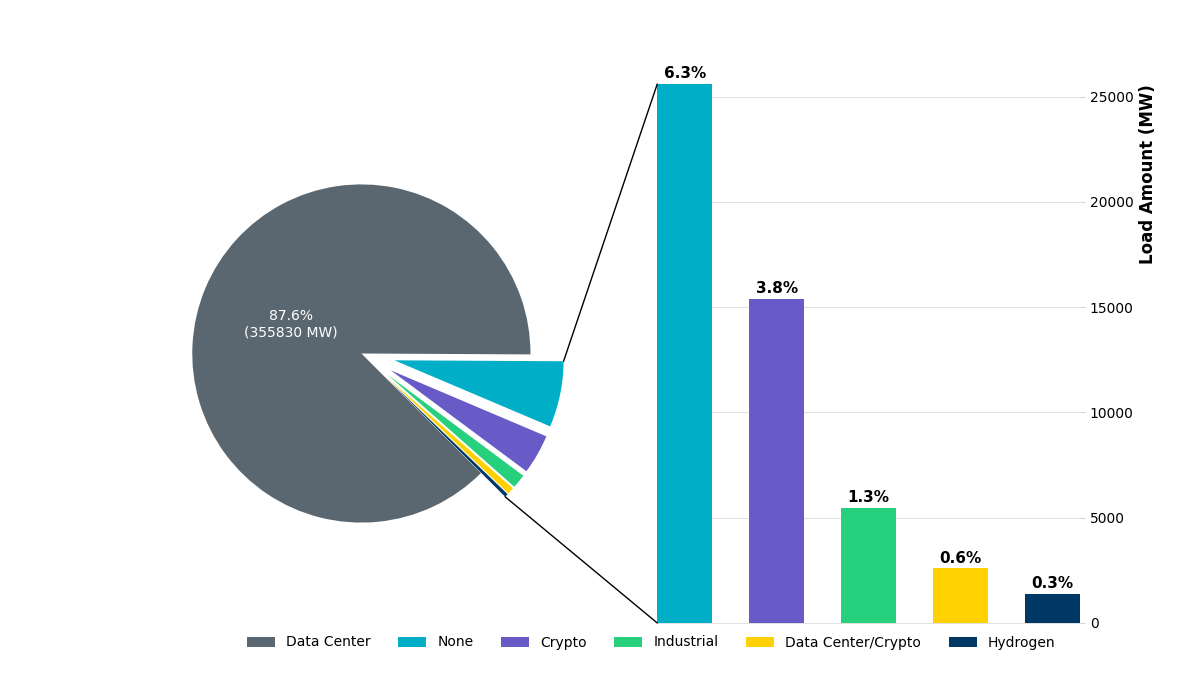 87.6%
(355830 MW)
6.3%
3.8%
1.3%
0.6%
0.3%
25000
20000
15000
10000
5000
0
Load Amount (MW)
Data Center
None
Crypto
Industrial
Data Center/Crypto
Hydrogen